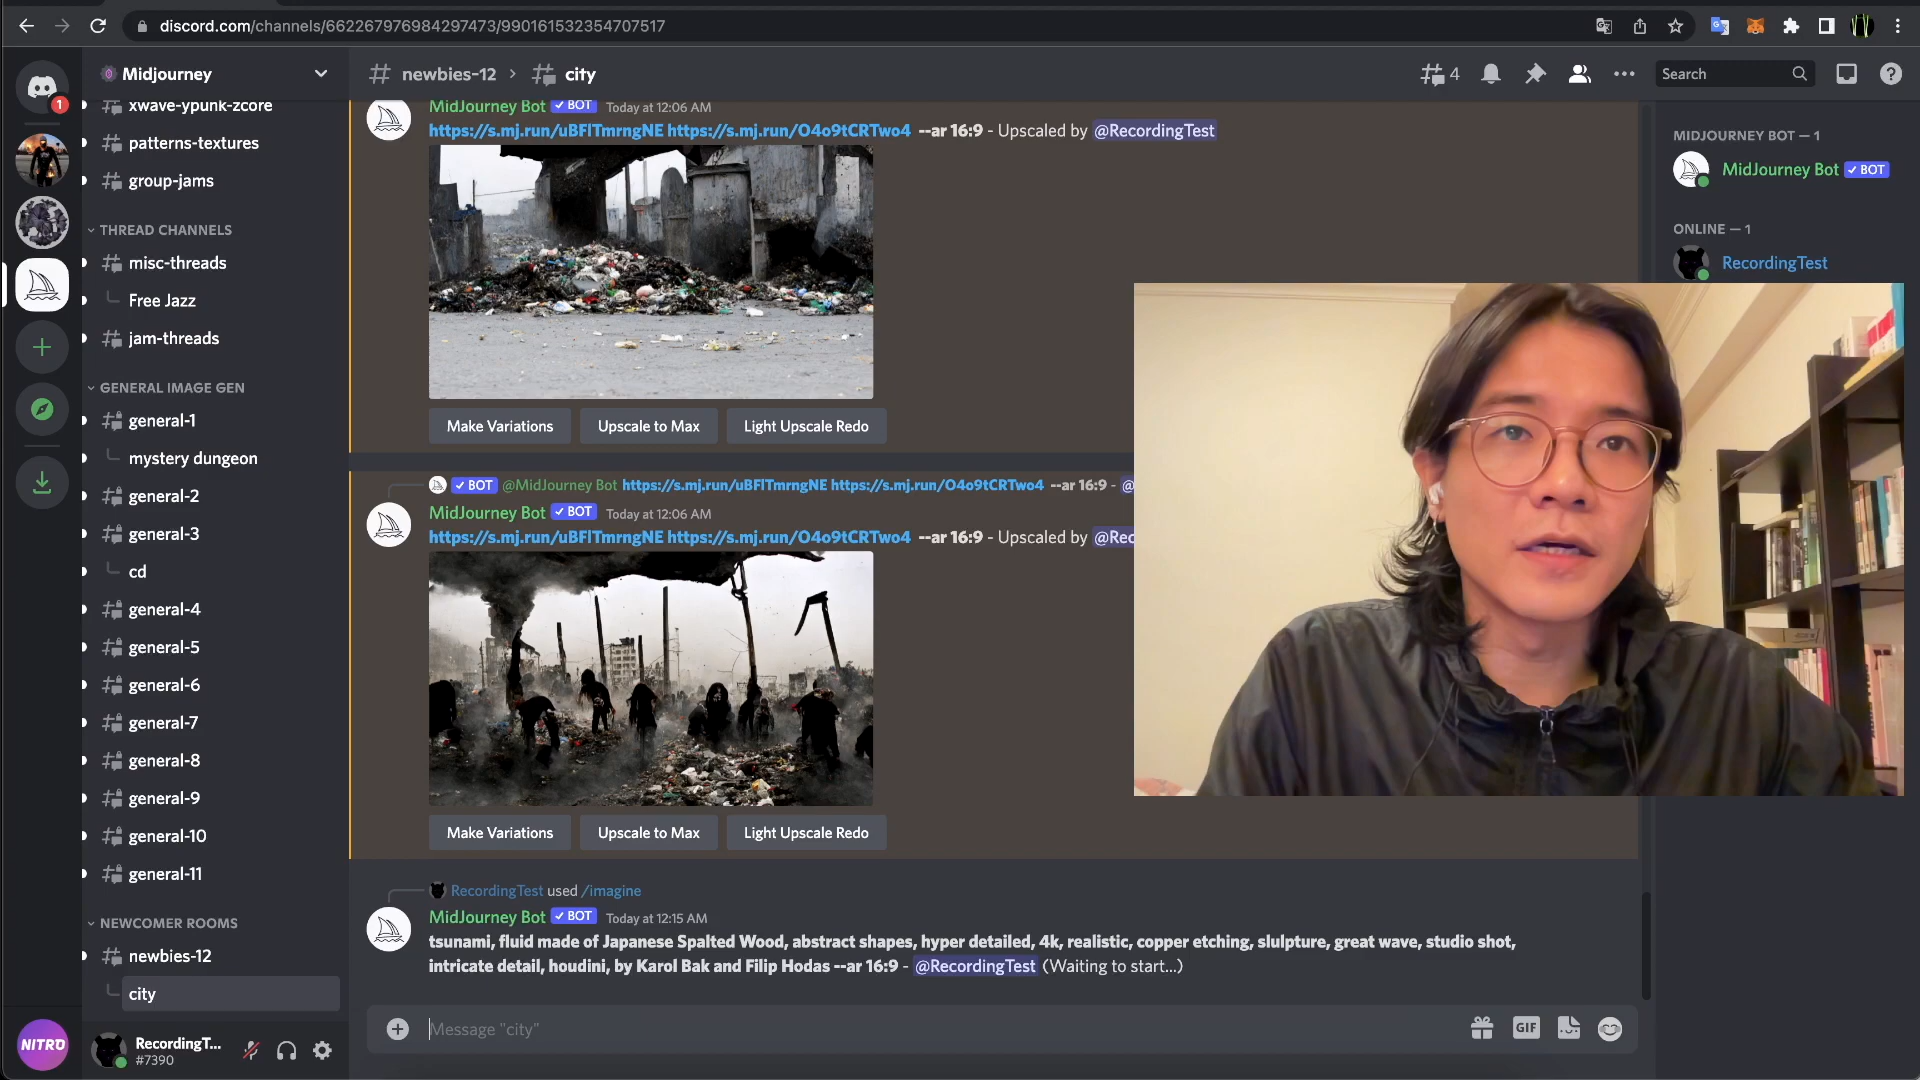 discord.com/channels/662267976984297473/990161532354707517
Midjourney
xwave-ypunk-zcore
patterns-textures
group-jams
THREAD CHANNELS
misc-threads
Free Jazz
jam-threads
GENERAL IMAGE GEN
general-1
mystery dungeon
general-2
general-3
cd
general-4
general-5
general-6
general-7
general-8
general-9
general-10
general-11
NEWCOMER ROOMS
newbies-12
city
NITRO
RecordingT...
#7390
1
newbies-12 > city
4
Search
MidJourney Bot BOT Today at 12:06 AM
https://s.mj.run/uBFlTmrngNE https://s.mj.run/O4o9tCRTwo4 --ar 16:9 - Upscaled by @RecordingTest
Make Variations Upscale to Max Light Upscale Redo
BOT @MidJourney Bot https://s.mj.run/uBFlTmrngNE https://s.mj.run/O4o9tCRTwo4 --ar 16:9 - @
MidJourney Bot BOT Today at 12:06 AM
https://s.mj.run/uBFlTmrngNE https://s.mj.run/O4o9tCRTwo4 --ar 16:9 - Upscaled by @Rec
Make Variations Upscale to Max Light Upscale Redo
RecordingTest used /imagine
MidJourney Bot BOT Today at 12:15 AM
tsunami, fluid made of Japanese Spalted Wood, abstract shapes, hyper detailed, 4k, realistic, copper etching, slulpture, great wave, studio shot,
intricate detail, houdini, by Karol Bak and Filip Hodas --ar 16:9 - @RecordingTest (Waiting to start...)
Message "city"
GIF
MIDJOURNEY BOT — 1
MidJourney Bot BOT
ONLINE — 1
RecordingTest